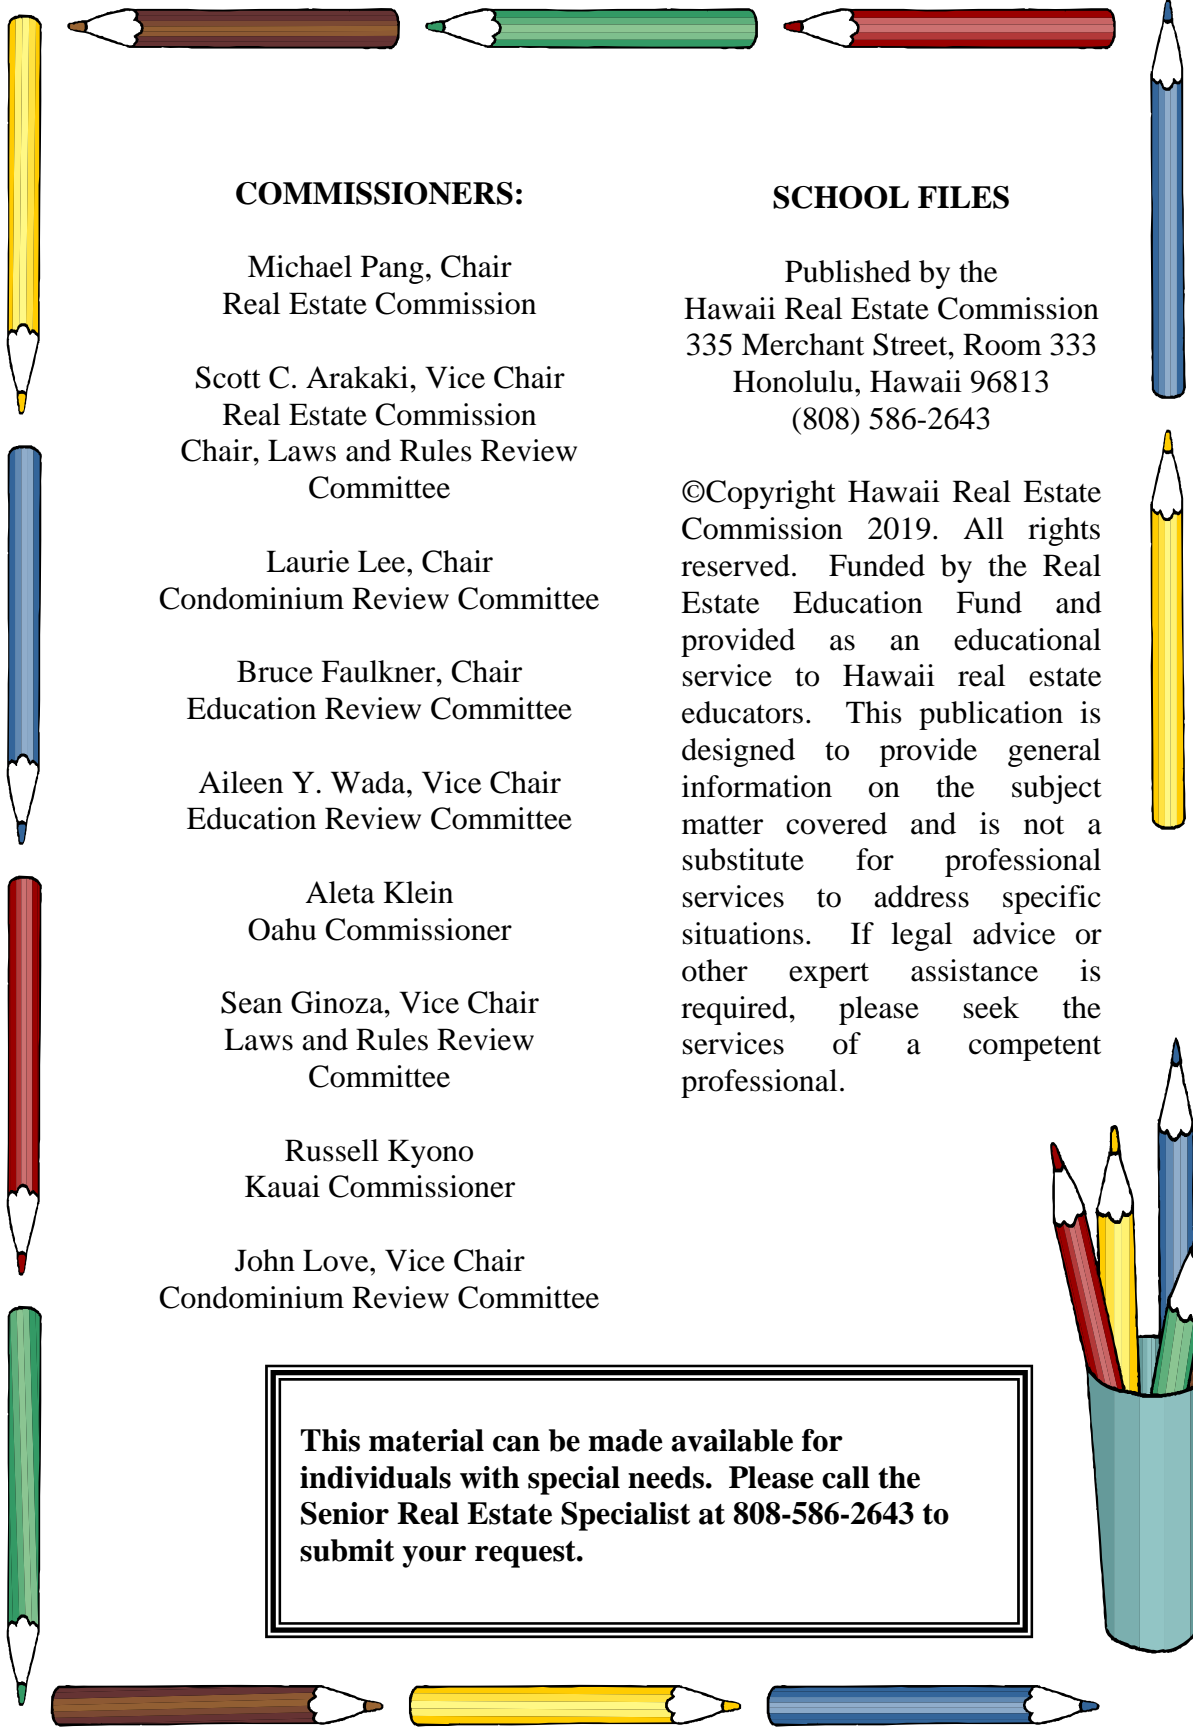 COMMISSIONERS:
Michael Pang, Chair
Real Estate Commission
Scott C. Arakaki, Vice Chair
Real Estate Commission
Chair, Laws and Rules Review
Committee
Laurie Lee, Chair
Condominium Review Committee
Bruce Faulkner, Chair
Education Review Committee
Aileen Y. Wada, Vice Chair
Education Review Committee
Aleta Klein
Oahu Commissioner
Sean Ginoza, Vice Chair
Laws and Rules Review
Committee
Russell Kyono
Kauai Commissioner
John Love, Vice Chair
Condominium Review Committee
SCHOOL FILES
Published by the
Hawaii Real Estate Commission
335 Merchant Street, Room 333
Honolulu, Hawaii 96813
(808) 586-2643
©Copyright Hawaii Real Estate
Commission 2019. All rights
reserved. Funded by the Real
Estate Education Fund and
provided as an educational
service to Hawaii real estate
educators. This publication is
designed to provide general
information on the subject
matter covered and is not a
substitute for professional
services to address specific
situations. If legal advice or
other expert assistance is
required, please seek the
services of a competent
professional.
This material can be made available for
individuals with special needs. Please call the
Senior Real Estate Specialist at 808-586-2643 to
submit your request.